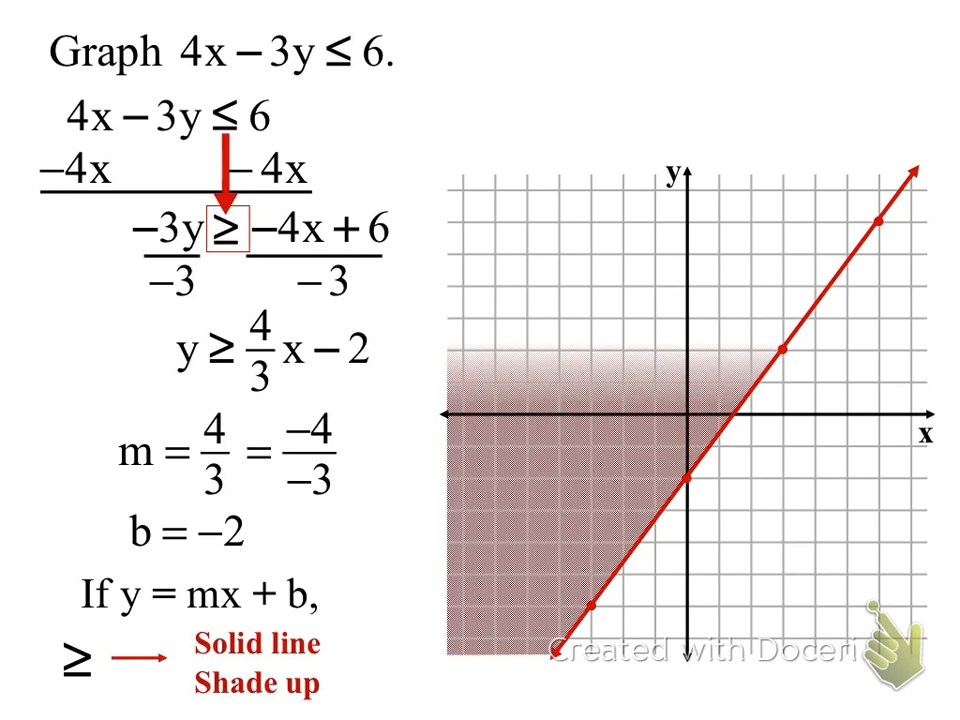 Graph 4x − 3y ≤ 6.
4x − 3y ≤ 6
−4x − 4x
−3y ≥ −4x + 6
−3 −3
y ≥ 4/3 x − 2
m = 4/3 = −4/−3
b = −2
If y = mx + b,
≥ → Solid line
Shade up
y
x
Created with Doceri